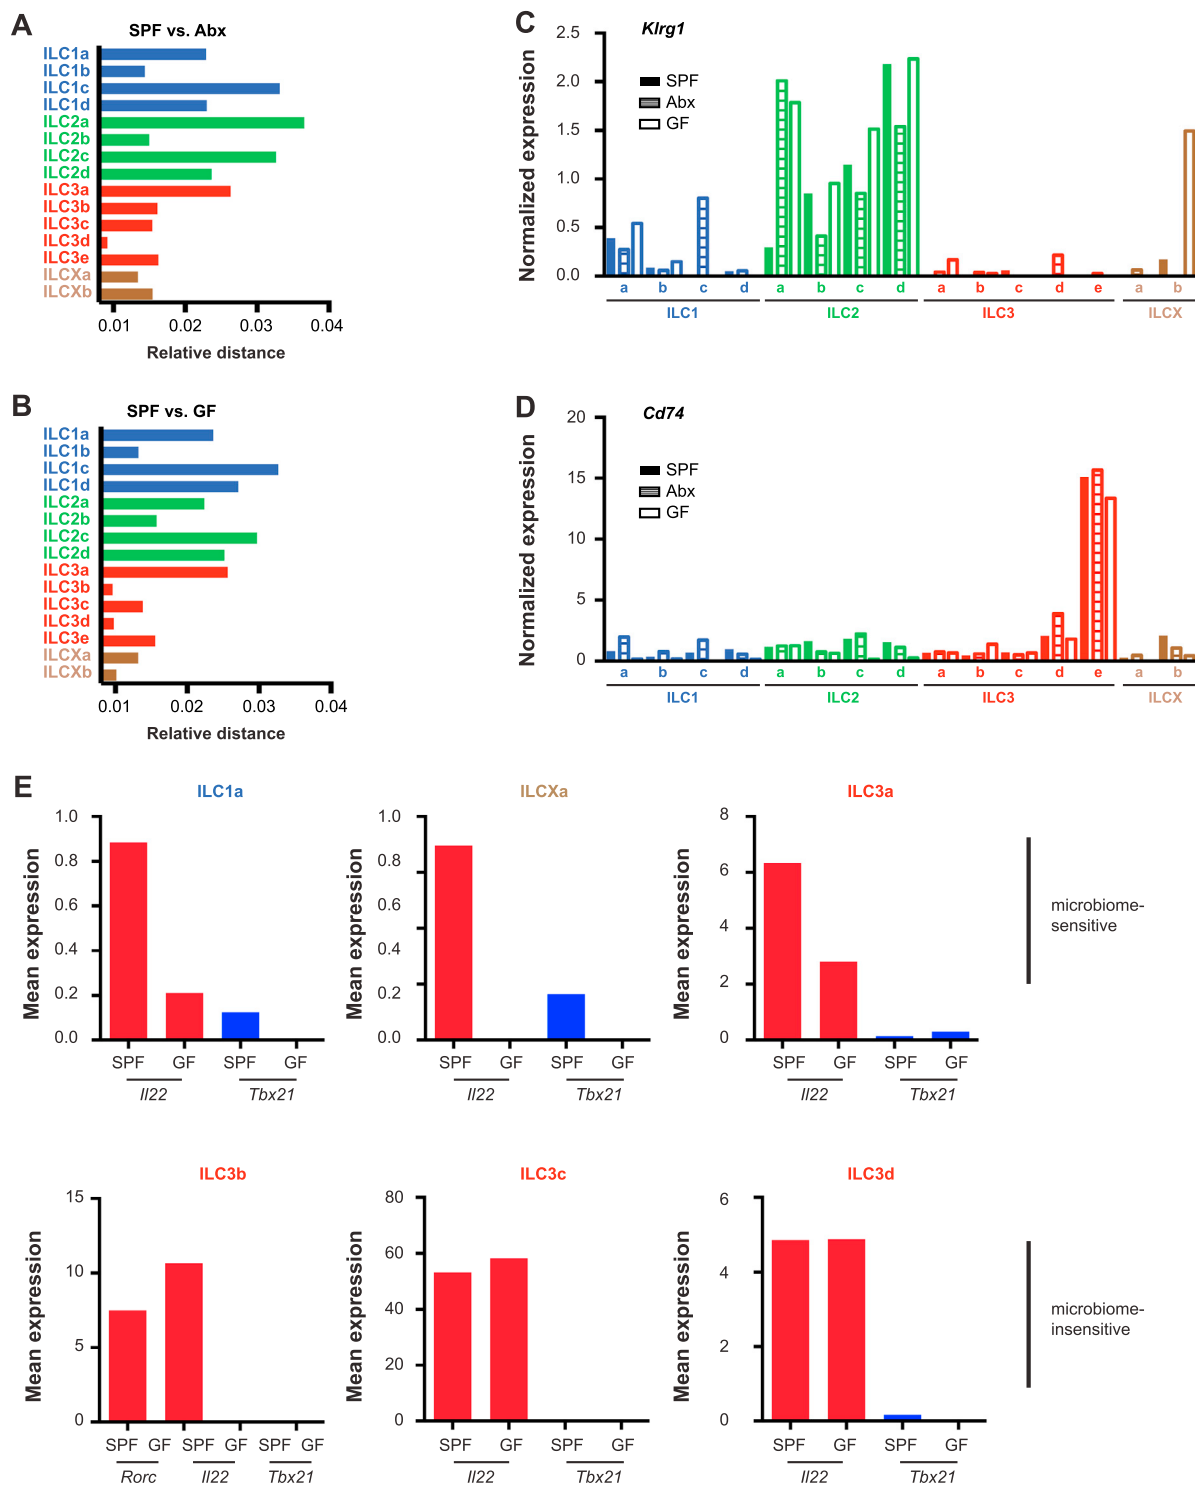 A
SPF vs. Abx
ILC1a
ILC1b
ILC1c
ILC1d
ILC2a
ILC2b
ILC2c
ILC2d
ILC3a
ILC3b
ILC3c
ILC3d
ILC3e
ILCXa
ILCXb
0.01 0.02 0.03 0.04
Relative distance
B
SPF vs. GF
ILC1a
ILC1b
ILC1c
ILC1d
ILC2a
ILC2b
ILC2c
ILC2d
ILC3a
ILC3b
ILC3c
ILC3d
ILC3e
ILCXa
ILCXb
0.01 0.02 0.03 0.04
Relative distance
C
Klrg1
Normalized expression
2.5
2.0
1.5
1.0
0.5
0.0
SPF
Abx
GF
a b c d a b c d a b c d e a b
ILC1 ILC2 ILC3 ILCX
D
Cd74
Normalized expression
20
15
10
5
0
SPF
Abx
GF
a b c d a b c d a b c d e a b
ILC1 ILC2 ILC3 ILCX
E
ILC1a
Mean expression
1.0
0.8
0.6
0.4
0.2
0.0
SPF GF SPF GF
Il22 Tbx21
ILCXa
Mean expression
1.0
0.8
0.6
0.4
0.2
0.0
SPF GF SPF GF
Il22 Tbx21
ILC3a
Mean expression
8
6
4
2
0
SPF GF SPF GF
Il22 Tbx21
microbiome-
sensitive
ILC3b
Mean expression
15
10
5
0
SPF GF SPF GF SPF GF
Rorc Il22 Tbx21
ILC3c
Mean expression
80
60
40
20
0
SPF GF SPF GF
Il22 Tbx21
ILC3d
Mean expression
6
4
2
0
SPF GF SPF GF
Il22 Tbx21
microbiome-
insensitive